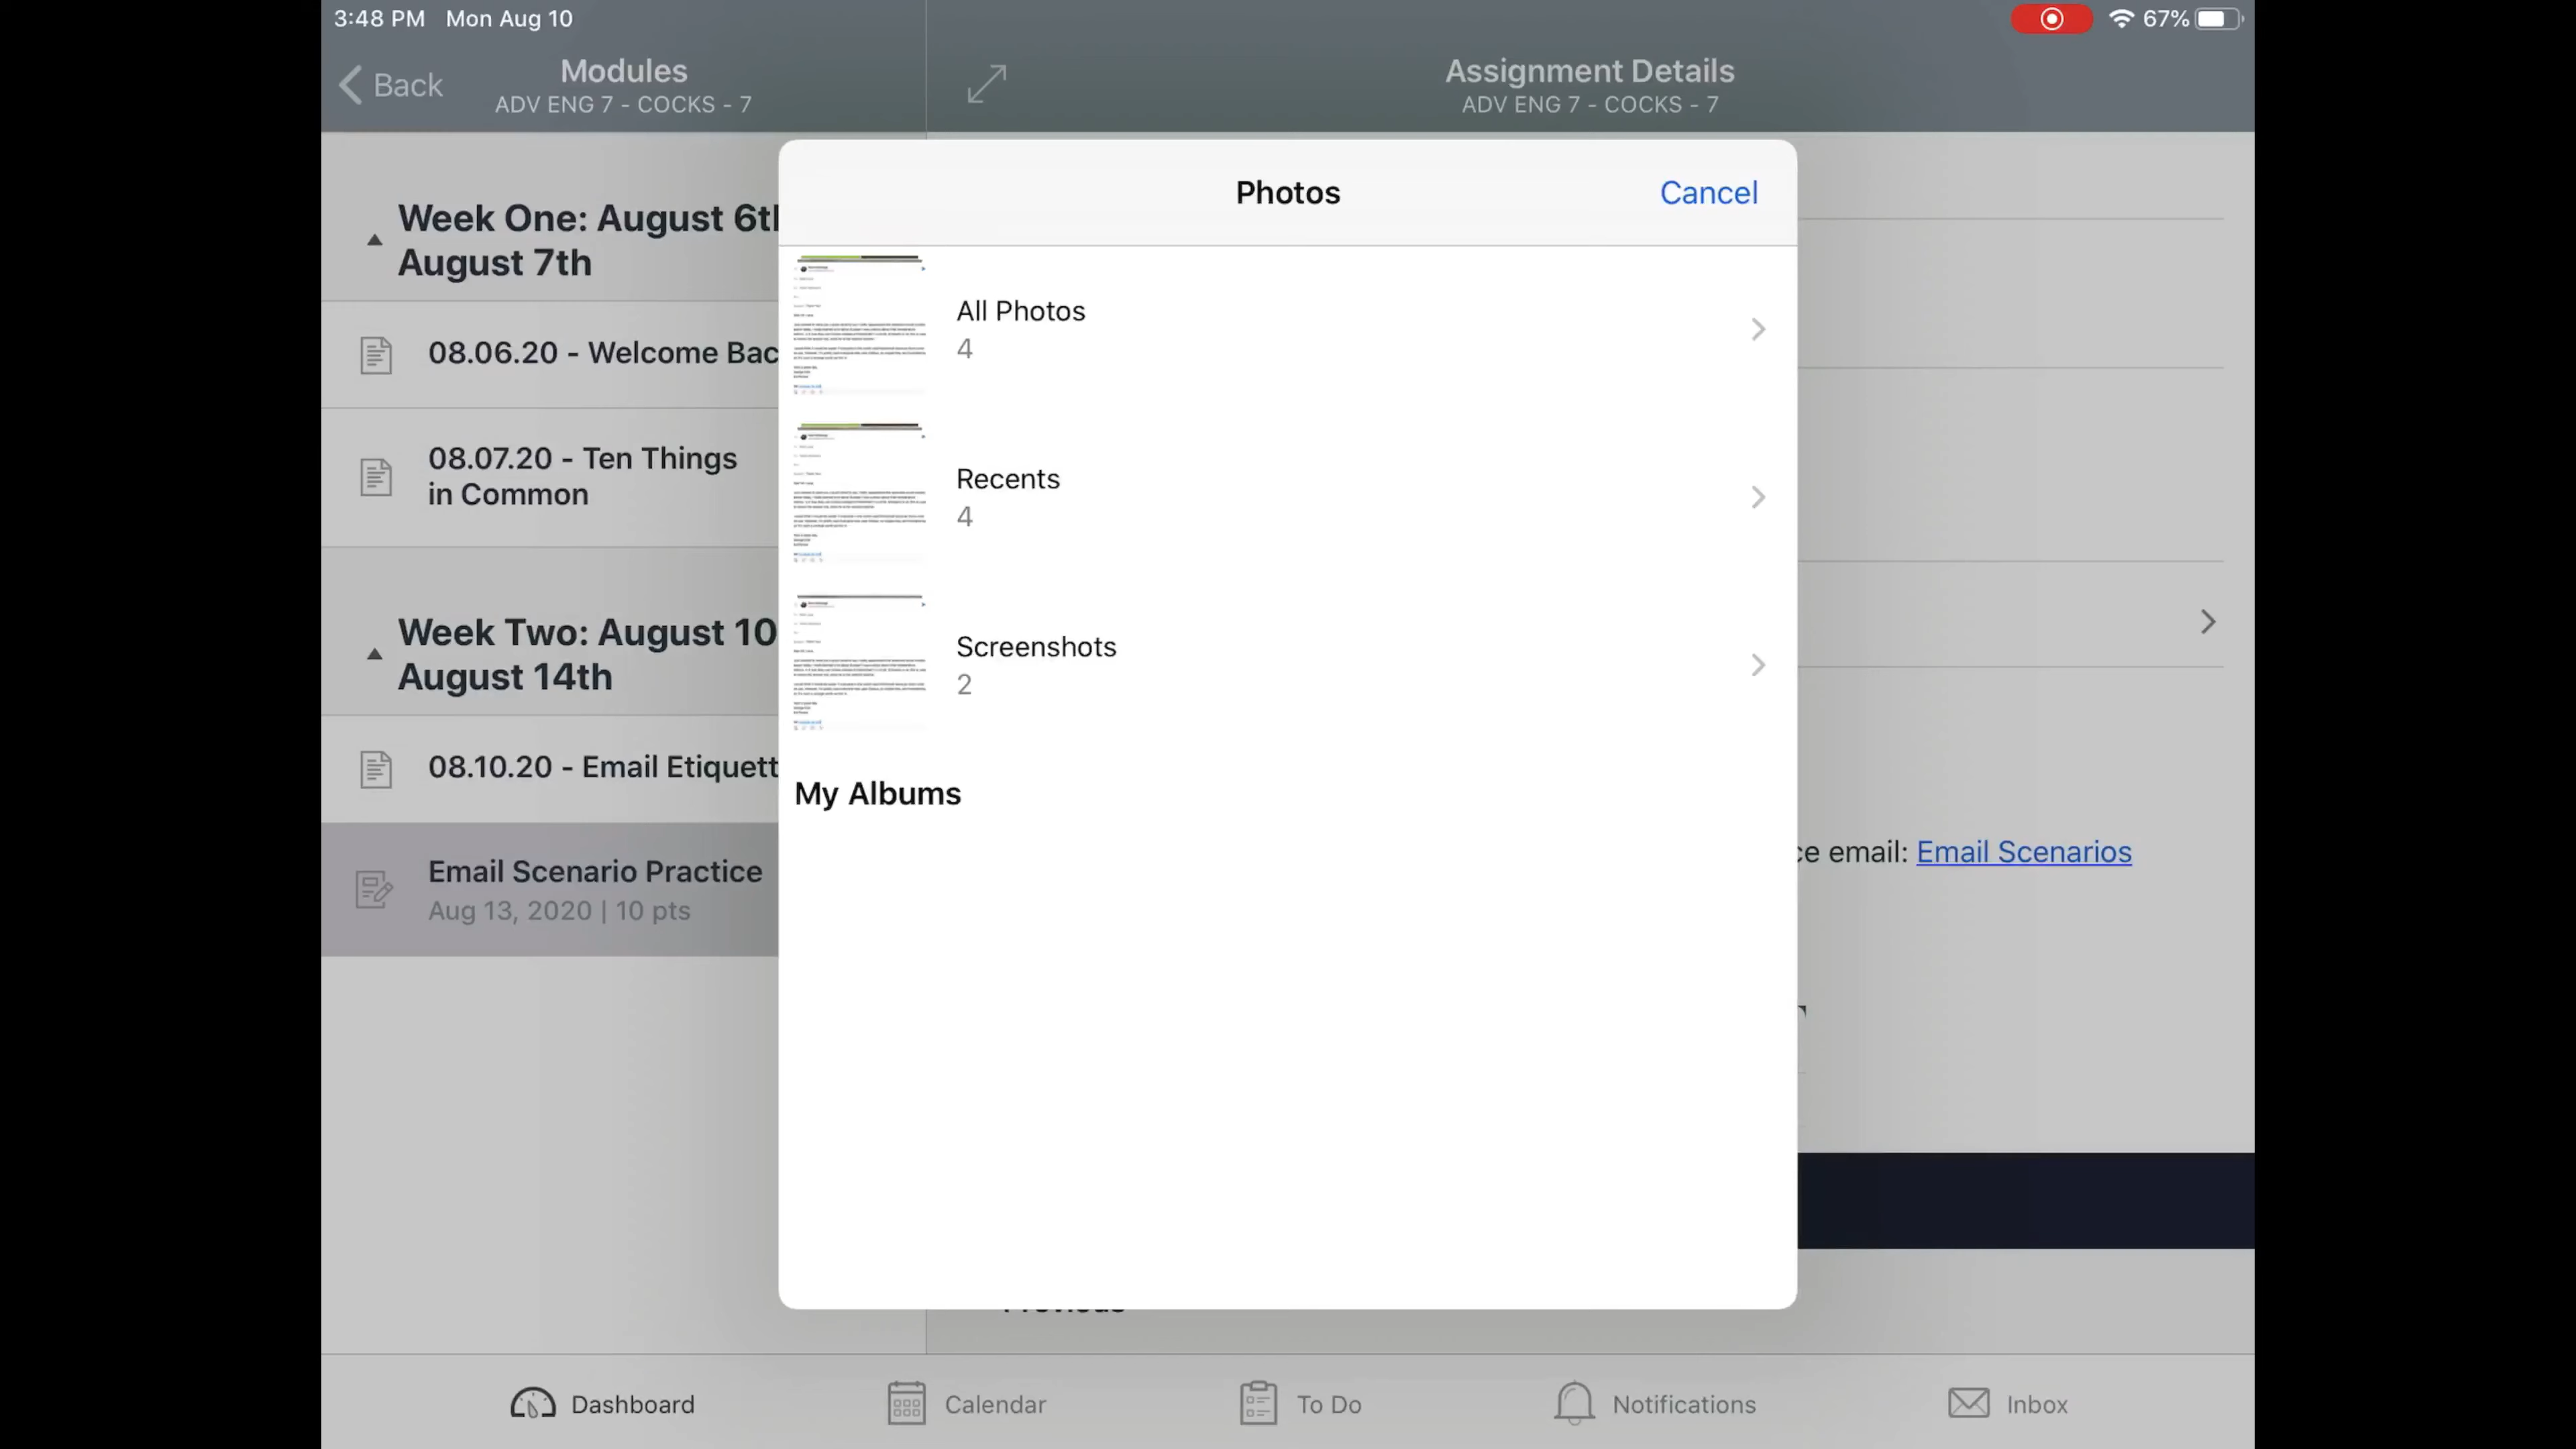 3:48 PM Mon Aug 10
67%
Back
Modules
ADV ENG 7 - COCKS - 7
Assignment Details
ADV ENG 7 - COCKS - 7
Week One: August 6th
August 7th
08.06.20 - Welcome Bac
08.07.20 - Ten Things
in Common
Week Two: August 10
August 14th
08.10.20 - Email Etiquett
Email Scenario Practice
Aug 13, 2020 | 10 pts
Photos
Cancel
All Photos
4
Recents
4
Screenshots
2
My Albums
ce email: Email Scenarios
Previous
Dashboard
Calendar
To Do
Notifications
Inbox